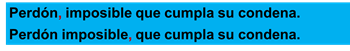 Perdón, imposible que cumpla su condena.
Perdón imposible, que cumpla su condena.